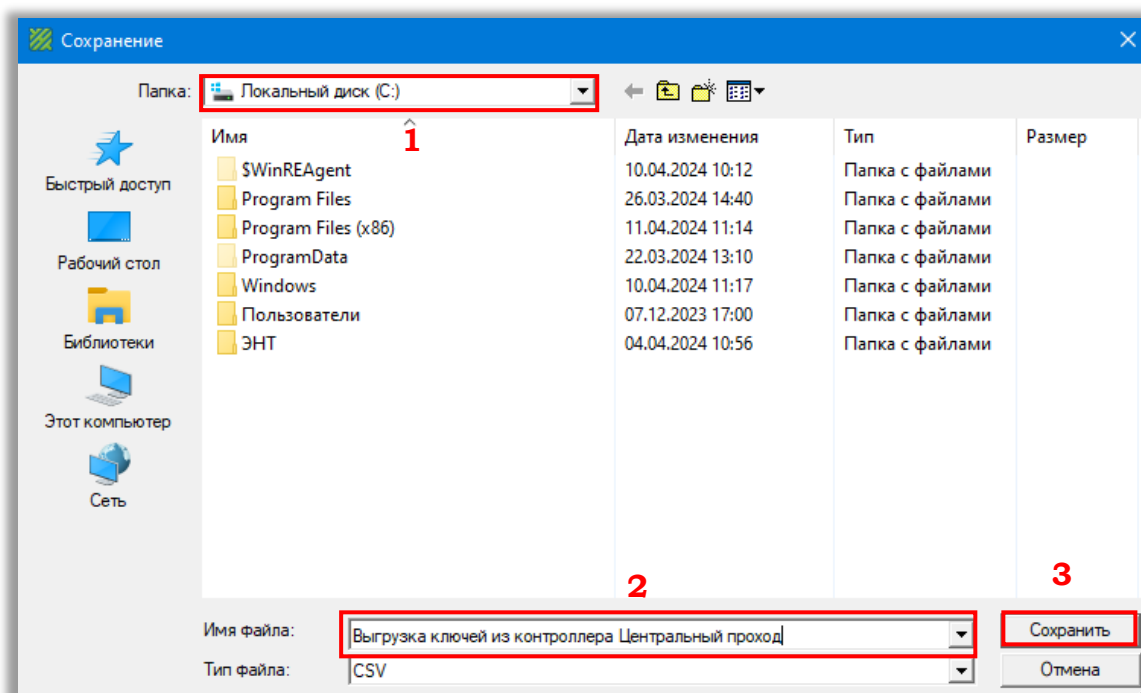 Сохранение
Папка: Локальный диск (C:)
1
Имя Дата изменения Тип Размер
$WinREAgent 10.04.2024 10:12 Папка с файлами
Program Files 26.03.2024 14:40 Папка с файлами
Program Files (x86) 11.04.2024 11:14 Папка с файлами
ProgramData 22.03.2024 13:10 Папка с файлами
Windows 10.04.2024 11:17 Папка с файлами
Пользователи 07.12.2023 17:00 Папка с файлами
ЭНТ 04.04.2024 10:56 Папка с файлами
Быстрый доступ
Рабочий стол
Библиотеки
Этот компьютер
Сеть
2
3
Имя файла: Выгрузка ключей из контроллера Центральный проход Сохранить
Тип файла: CSV Отмена